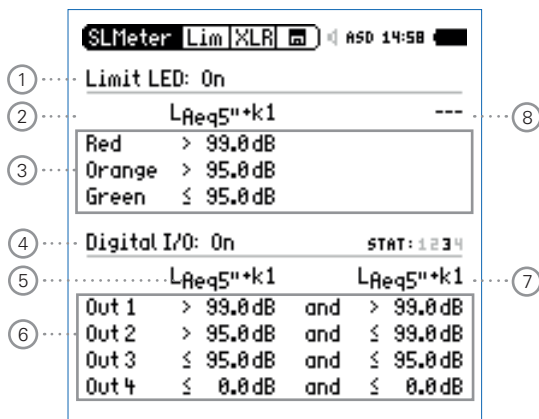 SLMeter Lim XLR ASD 14:58
1 Limit LED: On
2 LAeq5"+k1 --- 8
Red > 99.0dB
3 Orange > 95.0dB
Green ≤ 95.0dB
4 Digital I/O: On STAT: 1234
5 LAeq5"+k1 LAeq5"+k1 7
Out 1 > 99.0dB and > 99.0dB
6 Out 2 > 95.0dB and ≤ 99.0dB
Out 3 ≤ 95.0dB and ≤ 95.0dB
Out 4 ≤ 0.0dB and ≤ 0.0dB